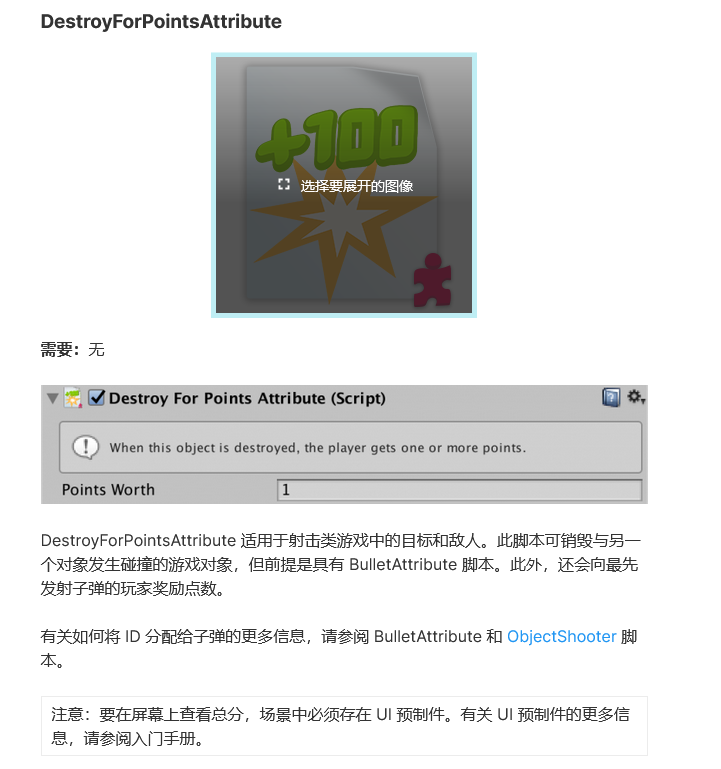 DestroyForPointsAttribute
+100
选择要展开的图像
需要：无
Destroy For Points Attribute (Script)
When this object is destroyed, the player gets one or more points.
Points Worth 1
DestroyForPointsAttribute 适用于射击类游戏中的目标和敌人。此脚本可销毁与另一
个对象发生碰撞的游戏对象，但前提是具有 BulletAttribute 脚本。此外，还会向最先
发射子弹的玩家奖励点数。
有关如何将 ID 分配给子弹的更多信息，请参阅 BulletAttribute 和 ObjectShooter 脚
本。
注意：要在屏幕上查看总分，场景中必须存在 UI 预制件。有关 UI 预制件的更多信
息，请参阅入门手册。